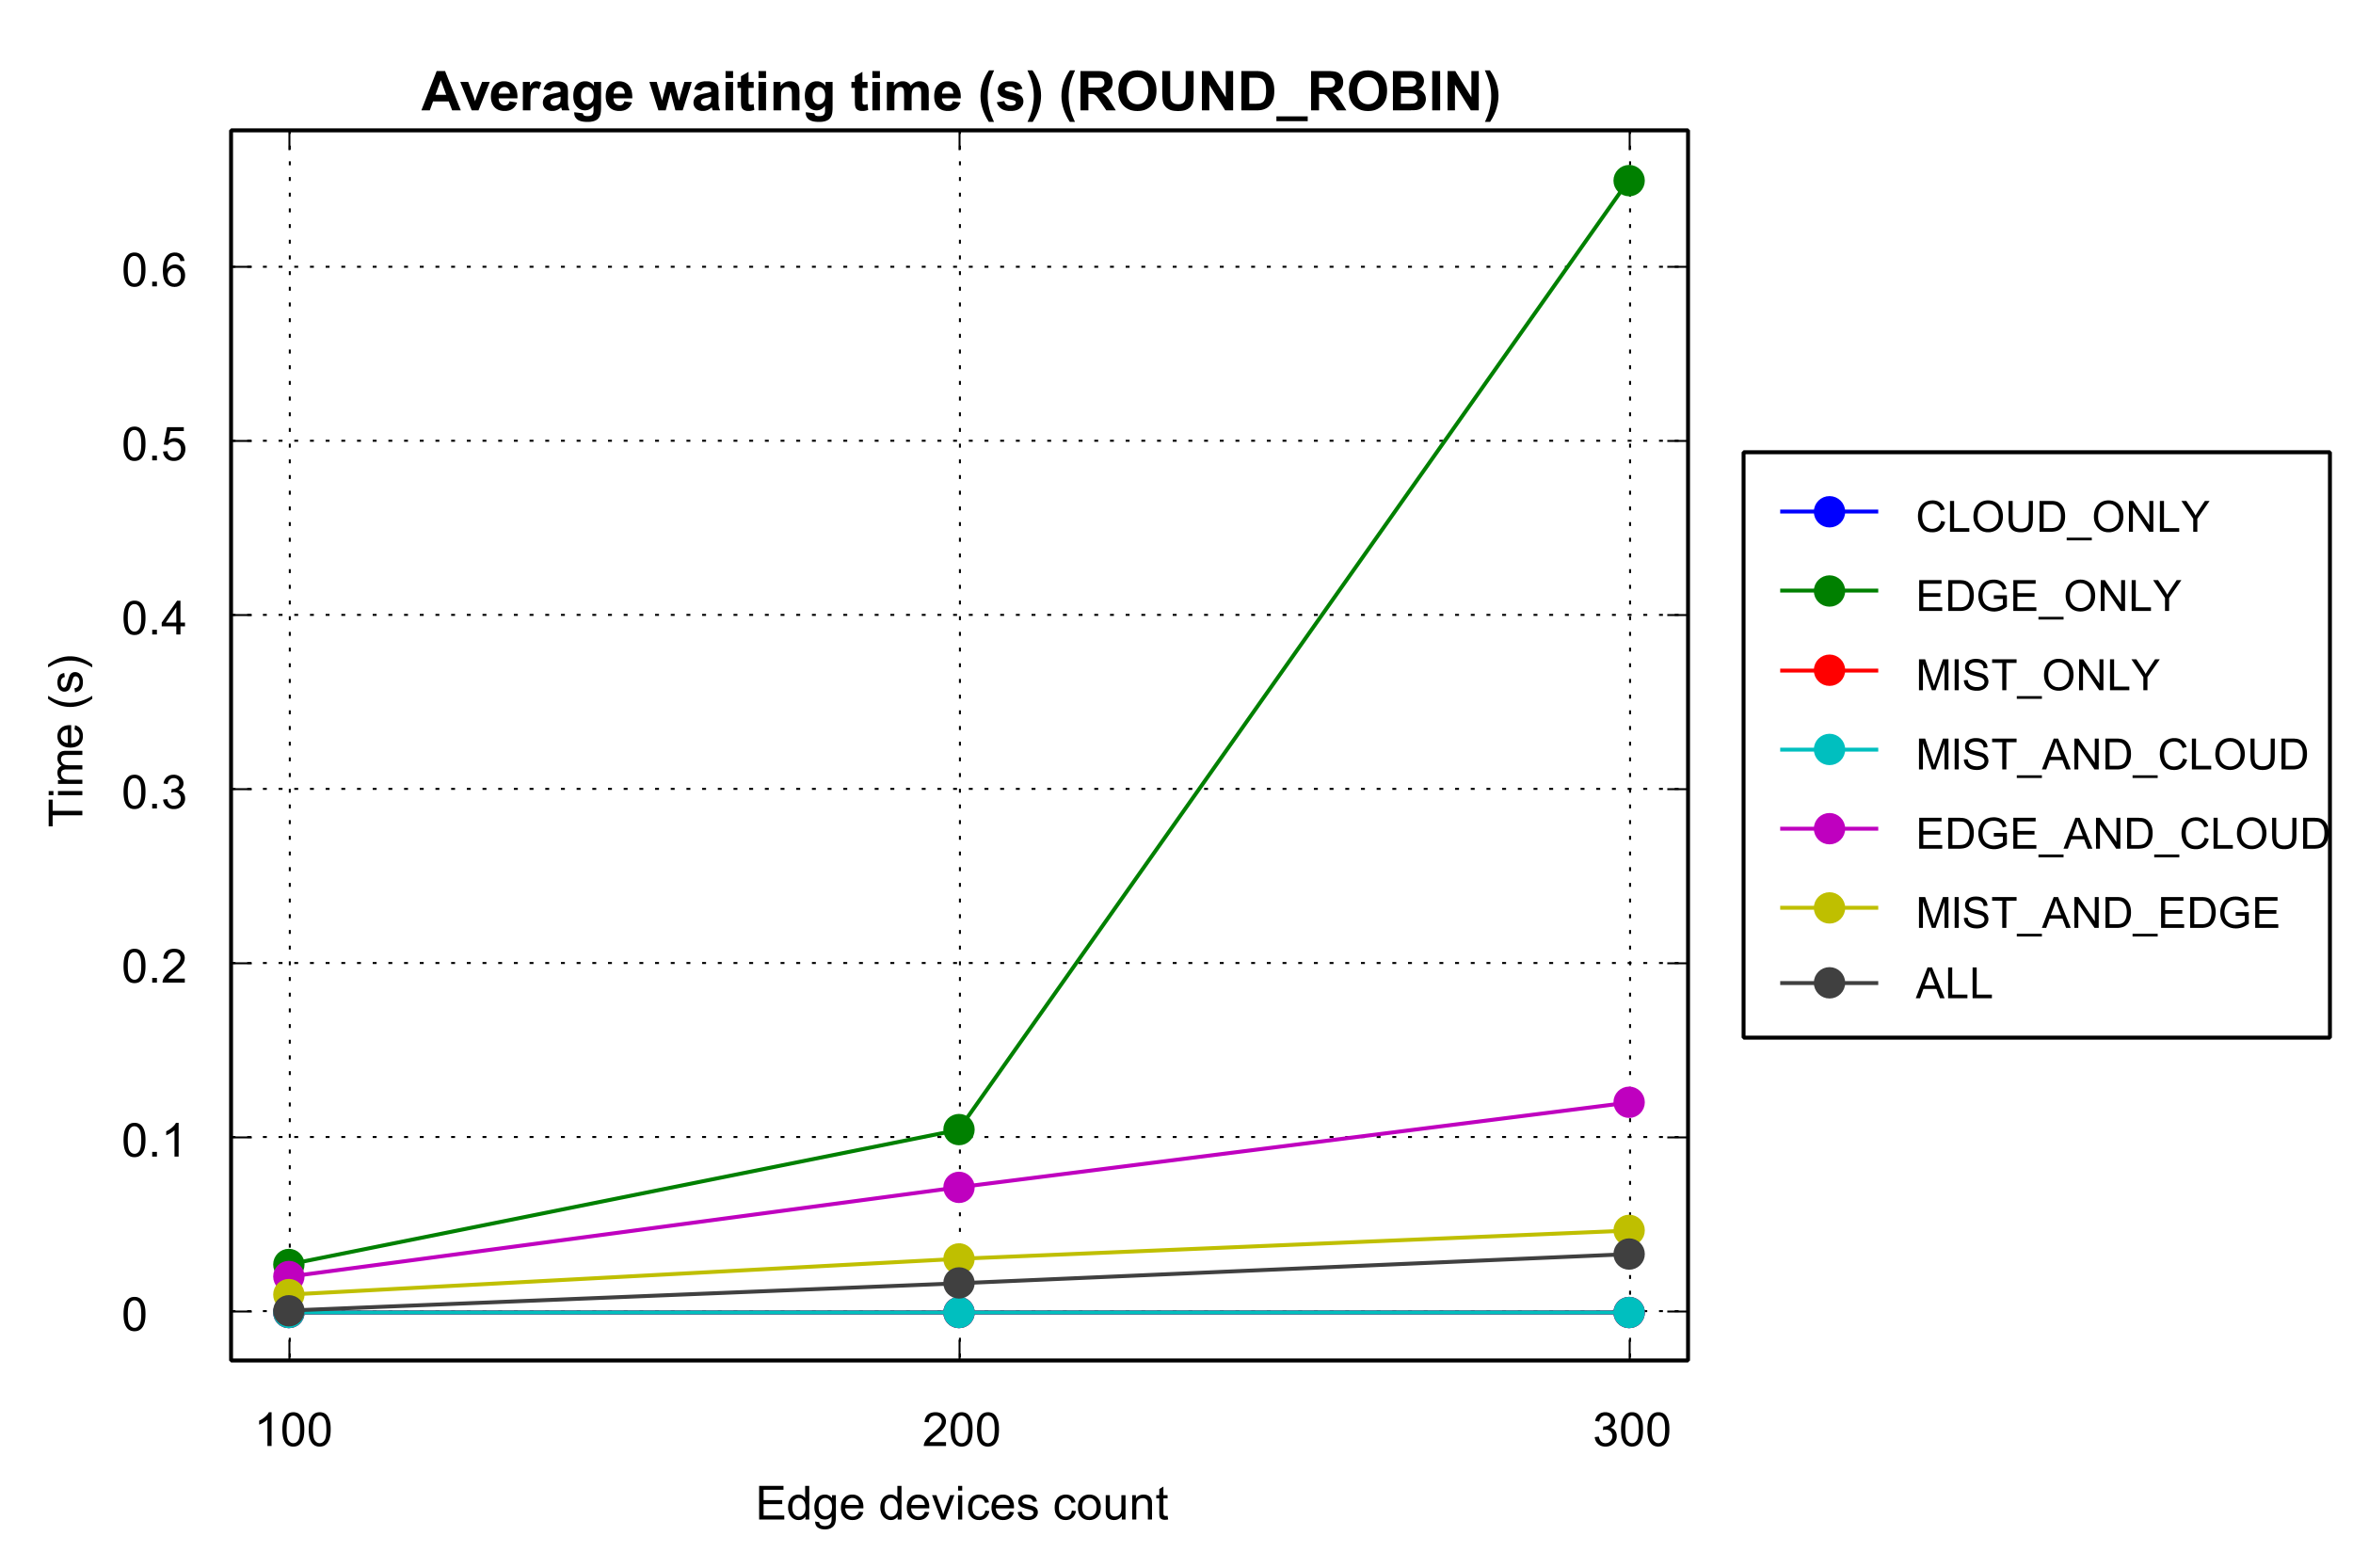 Average waiting time (s) (ROUND_ROBIN)
0.6
0.5
0.4
0.3
0.2
0.1
0
Time (s)
100 200 300
Edge devices count
CLOUD_ONLY
EDGE_ONLY
MIST_ONLY
MIST_AND_CLOUD
EDGE_AND_CLOUD
MIST_AND_EDGE
ALL